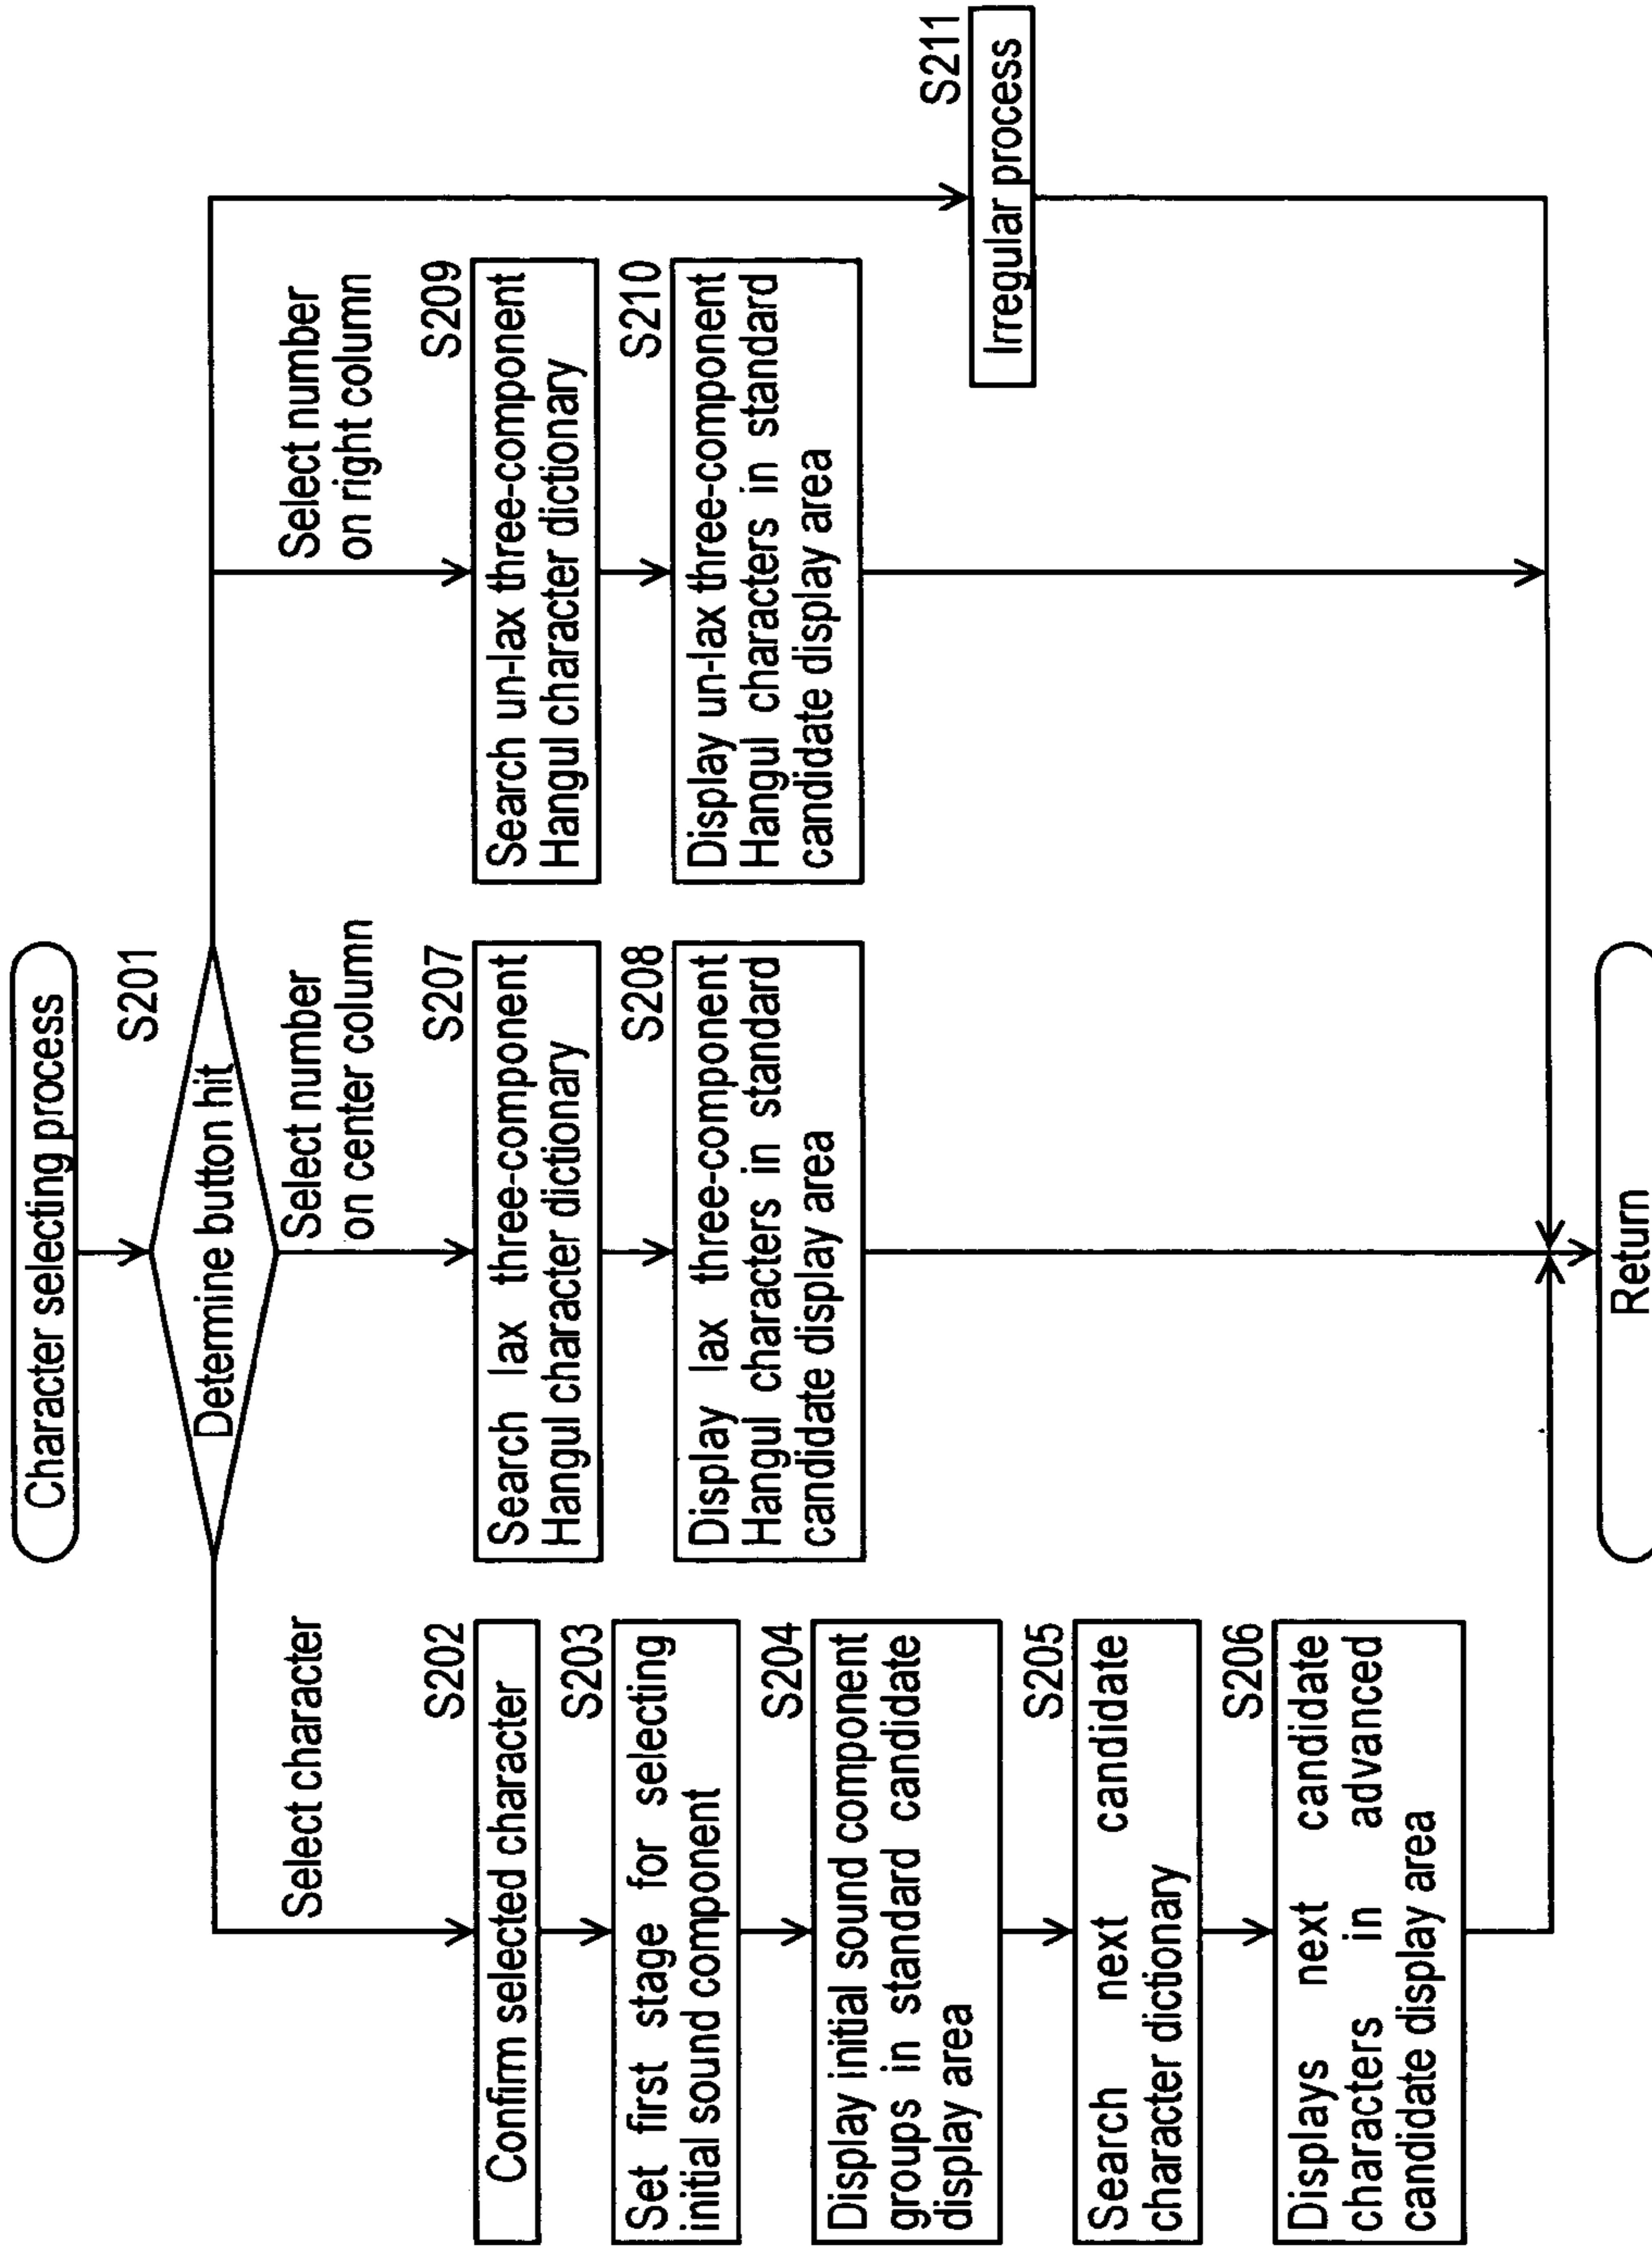 Character selecting process
S201
Determine button hit
Select character
S202
Confirm selected character
S203
Set first stage for selecting
initial sound component
S204
Display initial sound component
groups in standard candidate
display area
S205
Search next candidate
character dictionary
S206
Displays next candidate
characters in advanced
candidate display area
Select number
on center column
S207
Search lax three-component
Hangul character dictionary
S208
Display lax three-component
Hangul characters in standard
candidate display area
Select number
on right column
S209
Search un-lax three-component
Hangul character dictionary
S210
Display un-lax three-component
Hangul characters in standard
candidate display area
S211
Irregular process
Return